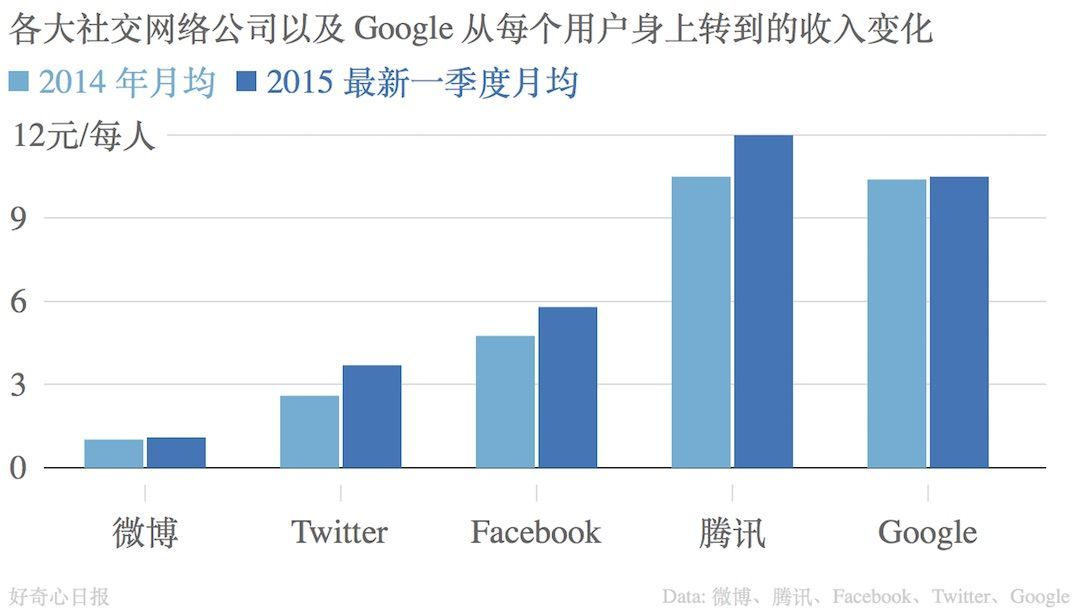 各大社交网络公司以及 Google 从每个用户身上转到的收入变化
2014 年月均 2015 最新一季度月均
12元/每人
9
6
3
0
微博 Twitter Facebook 腾讯 Google
好奇心日报 Data: 微博、腾讯、Facebook、Twitter、Google